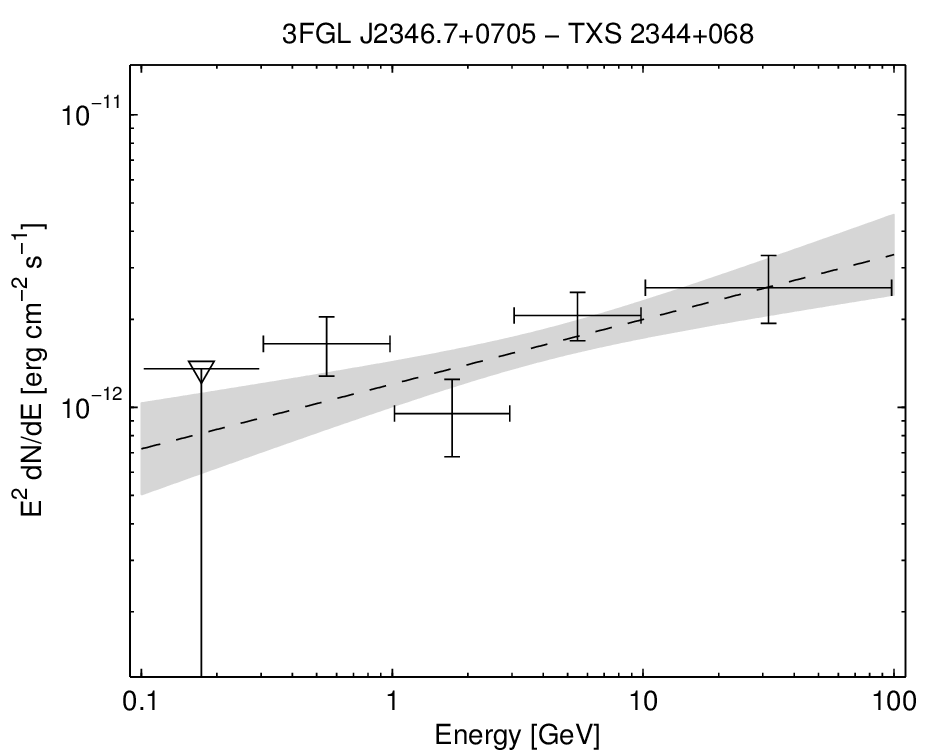 3FGL J2346.7+0705 – TXS 2344+068
10⁻¹¹
10⁻¹²
E² dN/dE [erg cm⁻² s⁻¹]
0.1 1 10 100
Energy [GeV]